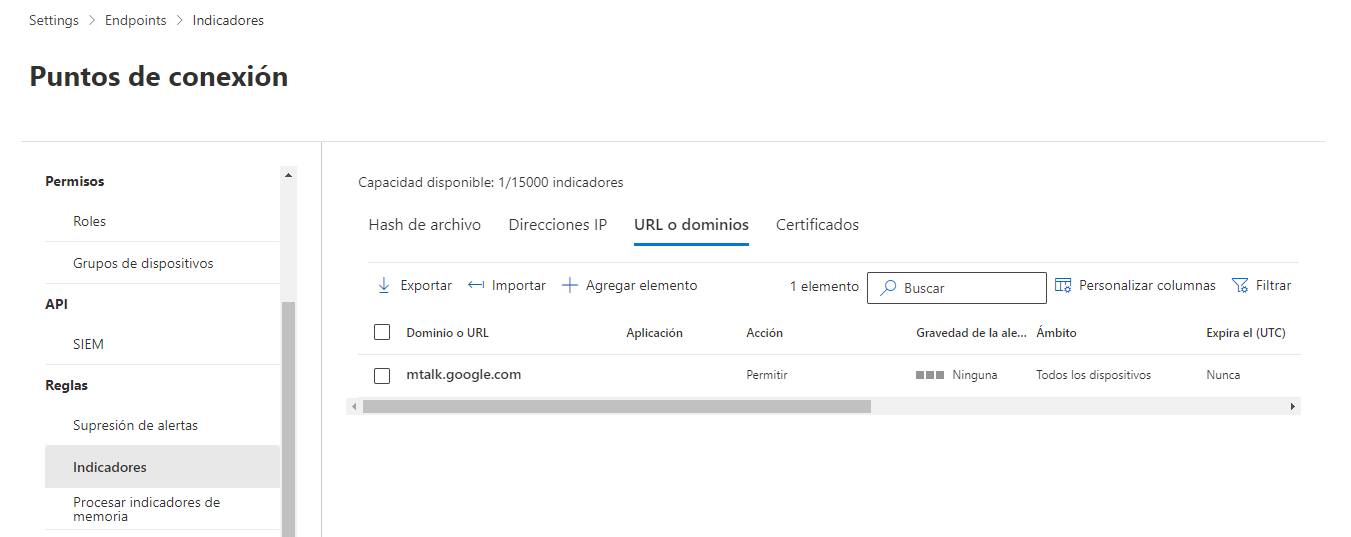 Settings > Endpoints > Indicadores
Puntos de conexión
Permisos
Roles
Grupos de dispositivos
API
SIEM
Reglas
Supresión de alertas
Indicadores
Procesar indicadores de
memoria
Capacidad disponible: 1/15000 indicadores
Hash de archivo Direcciones IP URL o dominios Certificados
Exportar Importar Agregar elemento 1 elemento Buscar Personalizar columnas Filtrar
Dominio o URL Aplicación Acción Gravedad de la ale... Ámbito Expira el (UTC)
mtalk.google.com Permitir Ninguna Todos los dispositivos Nunca